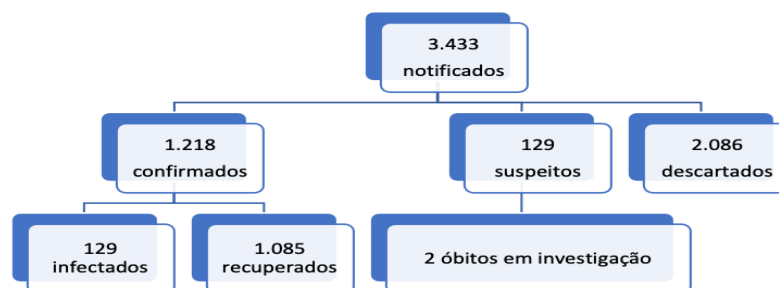 3.433
notificados
1.218
confirmados
129
suspeitos
2.086
descartados
129
infectados
1.085
recuperados
2 óbitos em investigação